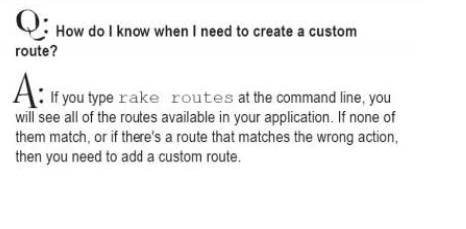 Q: How do I know when I need to create a custom
route?
A: If you type rake routes at the command line, you
will see all of the routes available in your application. If none of
them match, or if there's a route that matches the wrong action,
then you need to add a custom route.